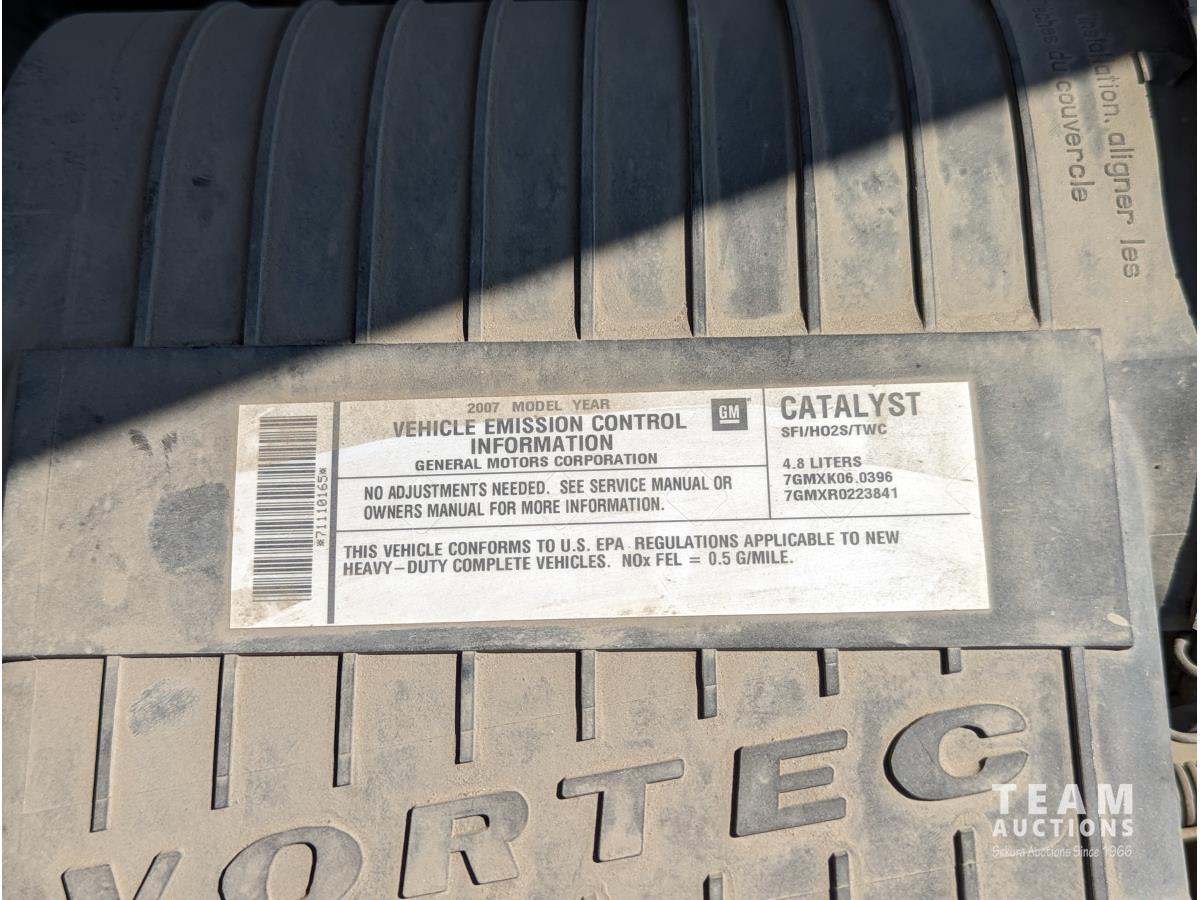 installation, aligner les
ches du couvercle
2007 MODEL YEAR
VEHICLE EMISSION CONTROL
INFORMATION
GENERAL MOTORS CORPORATION
GM
NO ADJUSTMENTS NEEDED. SEE SERVICE MANUAL OR
OWNERS MANUAL FOR MORE INFORMATION.
CATALYST
SFI/HO2S/TWC
4.8 LITERS
7GMXK06.0396
7GMXR0223841
THIS VEHICLE CONFORMS TO U.S. EPA REGULATIONS APPLICABLE TO NEW
HEAVY-DUTY COMPLETE VEHICLES. NOx FEL = 0.5 G/MILE.
*71110165*
VORTEC
TEAM
AUCTIONS
Sekura Auctions Since 1966